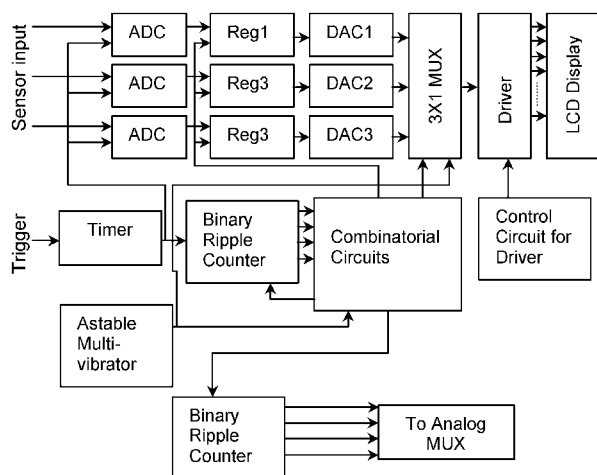 Sensor input
ADC
Reg1
DAC1
ADC
Reg3
DAC2
ADC
Reg3
DAC3
3X1 MUX
Driver
LCD Display
Trigger
Timer
Binary
Ripple
Counter
Combinatorial
Circuits
Control
Circuit for
Driver
Astable
Multi-
vibrator
Binary
Ripple
Counter
To Analog
MUX